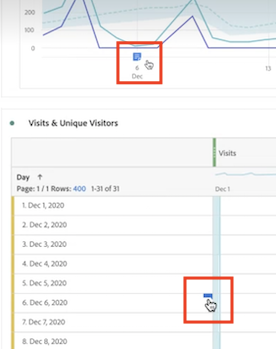 200
100
0
6
Dec
13
Visits & Unique Visitors
Visits
Day ↑
Page: 1 / 1 Rows: 400 1-31 of 31
Dec 1
1. Dec 1, 2020
2. Dec 2, 2020
3. Dec 3, 2020
4. Dec 4, 2020
5. Dec 5, 2020
6. Dec 6, 2020
7. Dec 7, 2020
8. Dec 8, 2020